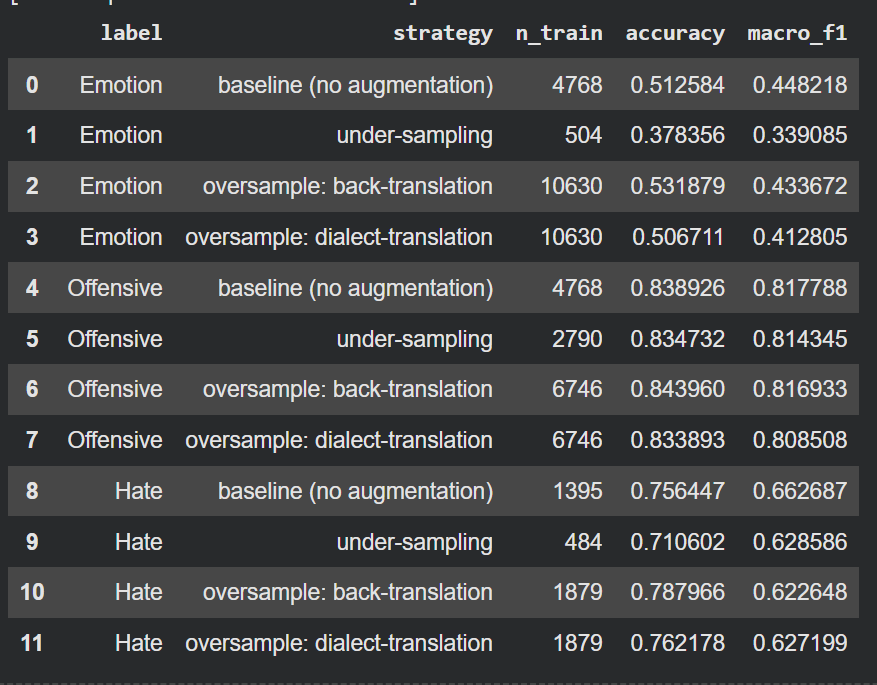 label strategy n_train accuracy macro_f1
0 Emotion baseline (no augmentation) 4768 0.512584 0.448218
1 Emotion under-sampling 504 0.378356 0.339085
2 Emotion oversample: back-translation 10630 0.531879 0.433672
3 Emotion oversample: dialect-translation 10630 0.506711 0.412805
4 Offensive baseline (no augmentation) 4768 0.838926 0.817788
5 Offensive under-sampling 2790 0.834732 0.814345
6 Offensive oversample: back-translation 6746 0.843960 0.816933
7 Offensive oversample: dialect-translation 6746 0.833893 0.808508
8 Hate baseline (no augmentation) 1395 0.756447 0.662687
9 Hate under-sampling 484 0.710602 0.628586
10 Hate oversample: back-translation 1879 0.787966 0.622648
11 Hate oversample: dialect-translation 1879 0.762178 0.627199